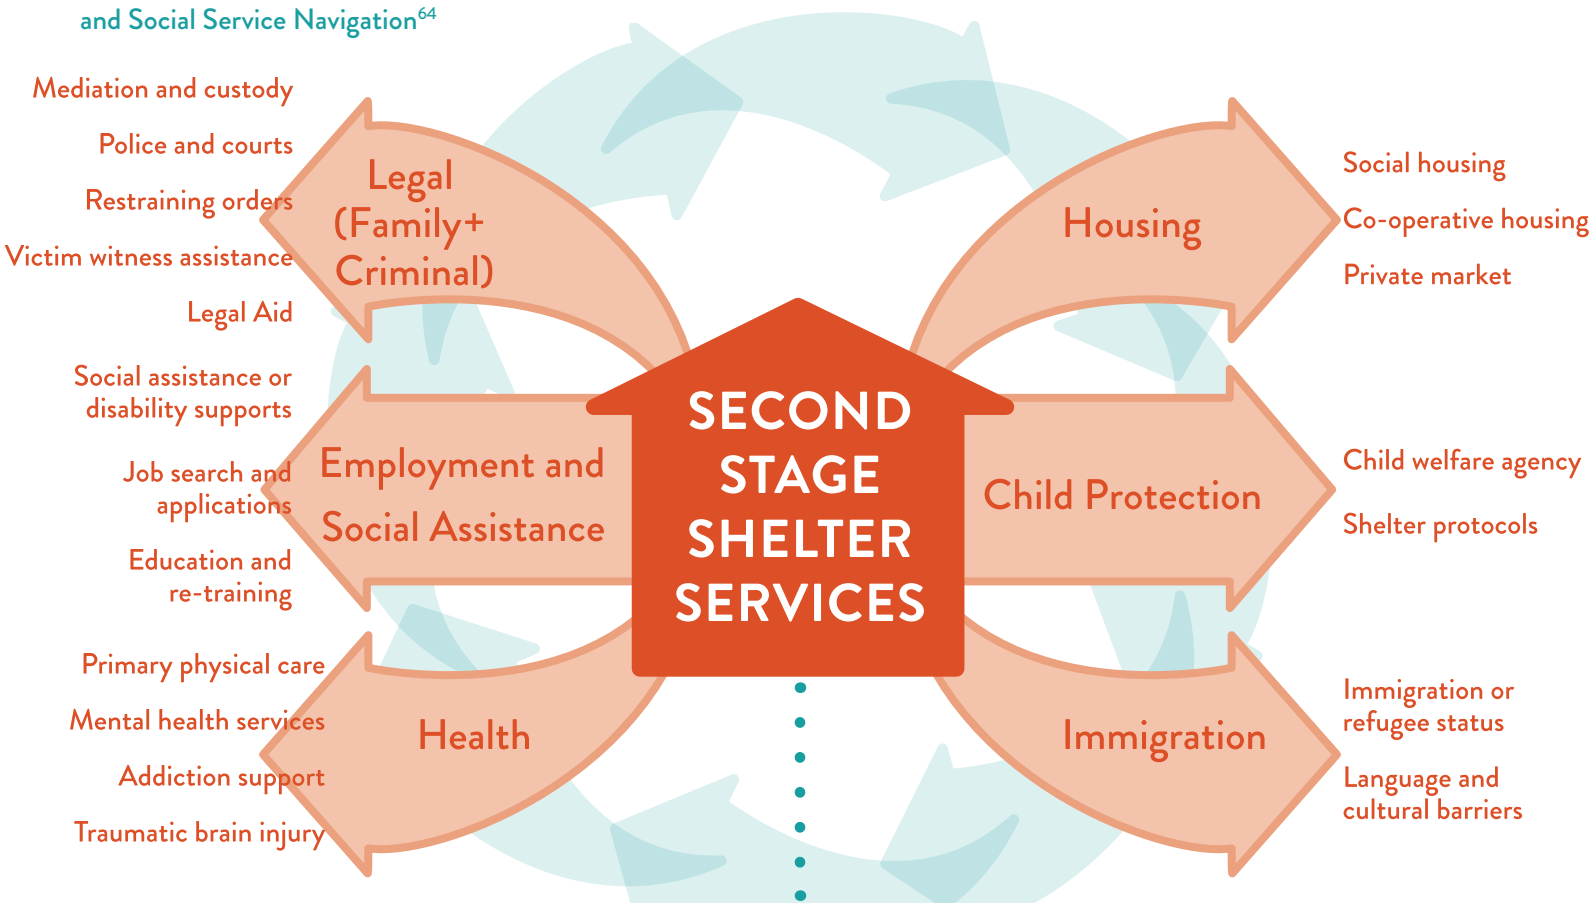 and Social Service Navigation64
Mediation and custody
Police and courts
Restraining orders
Victim witness assistance
Legal Aid
Legal
(Family+
Criminal)
Social assistance or
disability supports
Job search and
applications
Education and
re-training
Employment and
Social Assistance
Primary physical care
Mental health services
Addiction support
Traumatic brain injury
Health
SECOND
STAGE
SHELTER
SERVICES
Housing
Social housing
Co-operative housing
Private market
Child Protection
Child welfare agency
Shelter protocols
Immigration
Immigration or
refugee status
Language and
cultural barriers